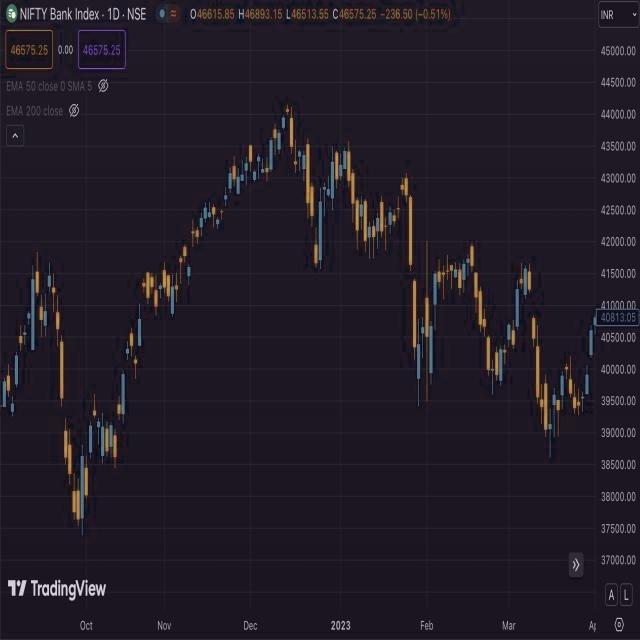 NIFTY Bank Index · 1D · NSE ≈ O46615.85 H46893.15 L46513.55 C46575.25 −236.50 (−0.51%) INR
46575.25 0.00 46575.25
EMA 50 close 0 SMA 5
EMA 200 close
45000.00
44500.00
44000.00
43500.00
43000.00
42500.00
42000.00
41500.00
41000.00
40813.05
40500.00
40000.00
39500.00
39000.00
38500.00
38000.00
37500.00
37000.00
TradingView
A L
Oct Nov Dec 2023 Feb Mar